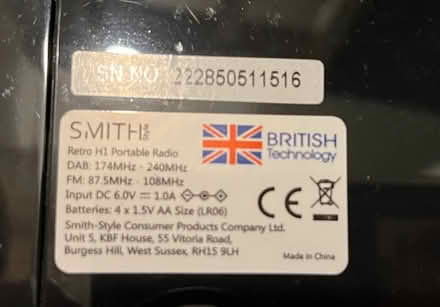 SN NO. 222850511516
SMITH Style
Retro H1 Portable Radio
DAB: 174MHz - 240MHz
FM: 87.5MHz - 108MHz
Input DC 6.0V ⎓ 1.0A
Batteries: 4 x 1.5V AA Size (LR06)
BRITISH
Technology
CE
Smith-Style Consumer Products Company Ltd.
Unit 5, KBF House, 55 Vitoria Road,
Burgess Hill, West Sussex, RH15 9LH
Made in China